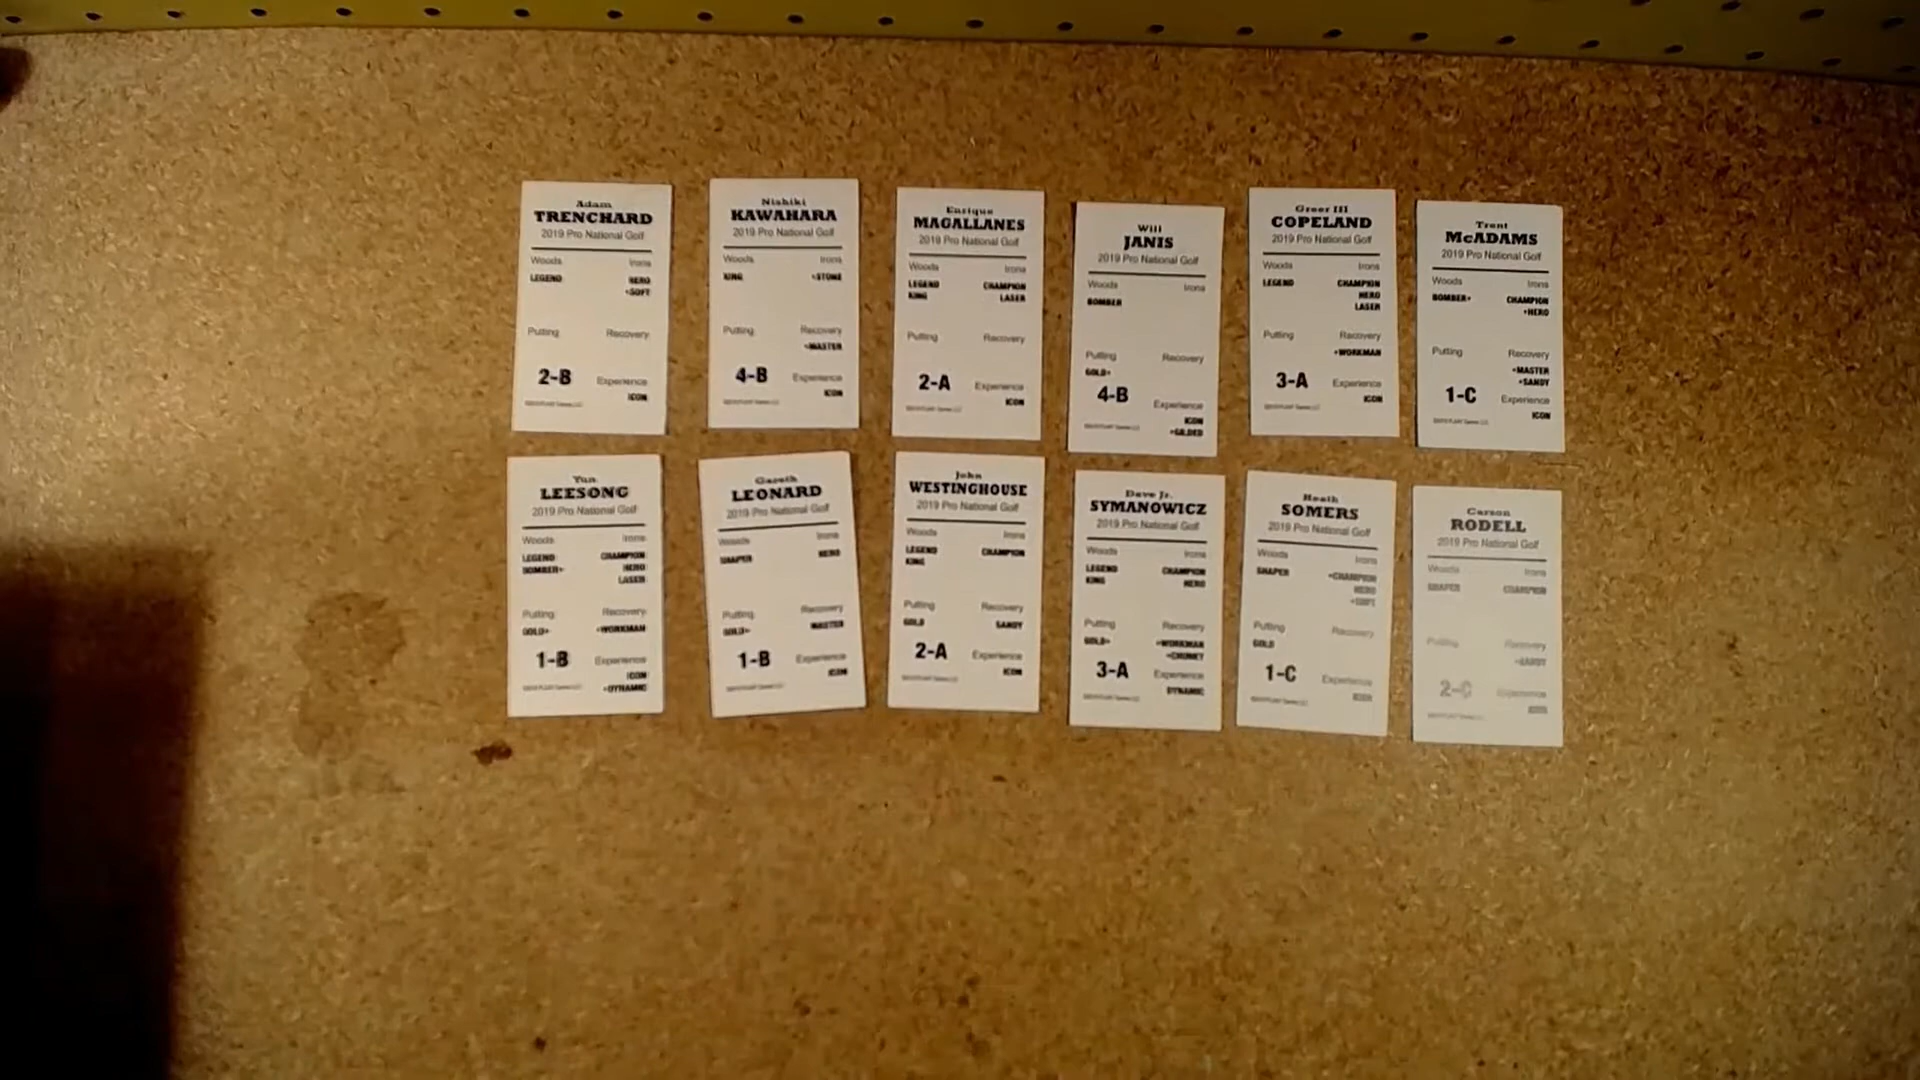 Adam
TRENCHARD
2019 Pro National Golf
Woods Irons
LEGEND HERO
•SOFT
Putting Recovery
2-B Experience
ICON
Nishiki
KAWAHARA
2019 Pro National Golf
Woods Irons
KING •STONE
Putting Recovery
•MASTER
4-B Experience
ICON
Enrique
MAGALLANES
2019 Pro National Golf
Woods Irons
LEGEND CHAMPION
KING LASER
Putting Recovery
2-A Experience
ICON
Will
JANIS
2019 Pro National Golf
Woods Irons
BOMBER
Putting Recovery
GOLD•
4-B Experience
ICON
•GILDED
Greer III
COPELAND
2019 Pro National Golf
Woods Irons
LEGEND CHAMPION
HERO
LASER
Putting Recovery
•WORKMAN
3-A Experience
ICON
Trent
McADAMS
2019 Pro National Golf
Woods Irons
BOMBER• CHAMPION
•HERO
Putting Recovery
•MASTER
•SANDY
1-C Experience
ICON
Yun
LEESONG
2019 Pro National Golf
Woods Irons
LEGEND CHAMPION
BOMBER• HERO
LASER
Putting Recovery
GOLD• •WORKMAN
1-B Experience
ICON
•DYNAMIC
Gareth
LEONARD
2019 Pro National Golf
Woods Irons
SHAPER HERO
Putting Recovery
GOLD• MASTER
1-B Experience
ICON
John
WESTINGHOUSE
2019 Pro National Golf
Woods Irons
LEGEND CHAMPION
KING
Putting Recovery
GOLD SANDY
2-A Experience
ICON
Dave Jr.
SYMANOWICZ
2019 Pro National Golf
Woods Irons
LEGEND CHAMPION
KING HERO
Putting Recovery
GOLD• •WORKMAN
•CHUNKY
3-A Experience
DYNAMIC
Heath
SOMERS
2019 Pro National Golf
Woods Irons
SHAPER •CHAMPION
HERO
•SOFT
Putting Recovery
GOLD
1-C Experience
ICON
Carson
RODELL
2019 Pro National Golf
Woods Irons
SHAPER CHAMPION
Putting Recovery
•SANDY
2-C Experience
ICON